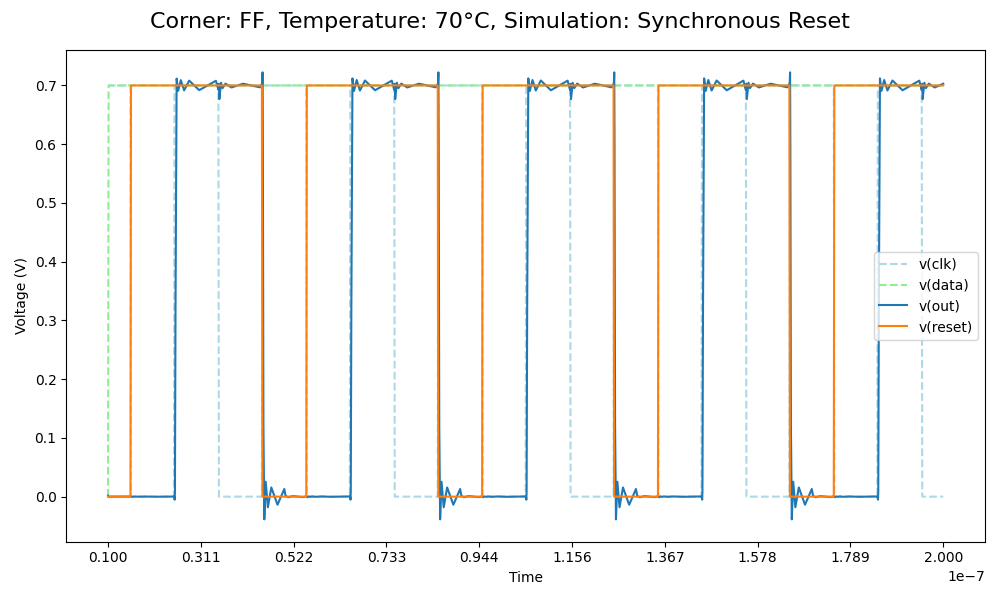 Corner: FF, Temperature: 70°C, Simulation: Synchronous Reset
Voltage (V)
0.7
0.6
0.5
0.4
0.3
0.2
0.1
0.0
v(clk)
v(data)
v(out)
v(reset)
0.100 0.311 0.522 0.733 0.944 1.156 1.367 1.578 1.789 2.000
Time
1e−7